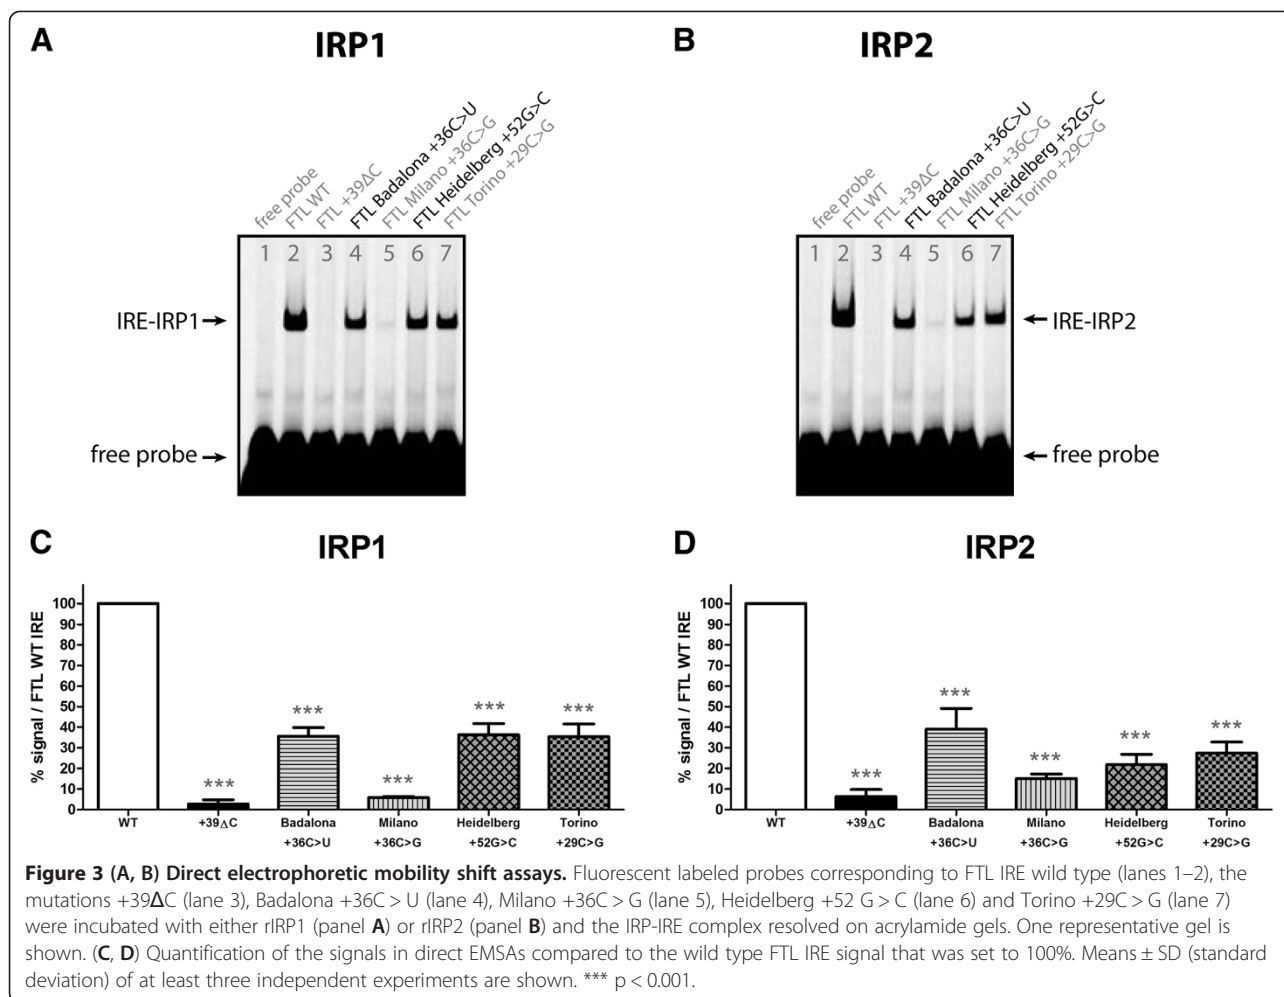 A IRP1
B IRP2
free probe
FTL WT
FTL +39ΔC
FTL Badalona +36C>U
FTL Milano +36C>G
FTL Heidelberg +52G>C
FTL Torino +29C>G
1 2 3 4 5 6 7
IRE-IRP1
free probe
free probe
FTL WT
FTL +39ΔC
FTL Badalona +36C>U
FTL Milano +36C>G
FTL Heidelberg +52G>C
FTL Torino +29C>G
1 2 3 4 5 6 7
IRE-IRP2
free probe
C IRP1
% signal / FTL WT IRE
100
90
80
70
60
50
40
30
20
10
0
*** *** *** *** ***
WT +39ΔC Badalona Milano Heidelberg Torino
+36C>U +36C>G +52G>C +29C>G
D IRP2
% signal / FTL WT IRE
100
90
80
70
60
50
40
30
20
10
0
*** *** *** *** ***
WT +39ΔC Badalona Milano Heidelberg Torino
+36C>U +36C>G +52G>C +29C>G
Figure 3 (A, B) Direct electrophoretic mobility shift assays. Fluorescent labeled probes corresponding to FTL IRE wild type (lanes 1–2), the
mutations +39ΔC (lane 3), Badalona +36C > U (lane 4), Milano +36C > G (lane 5), Heidelberg +52 G > C (lane 6) and Torino +29C > G (lane 7)
were incubated with either rIRP1 (panel A) or rIRP2 (panel B) and the IRP-IRE complex resolved on acrylamide gels. One representative gel is
shown. (C, D) Quantification of the signals in direct EMSAs compared to the wild type FTL IRE signal that was set to 100%. Means ± SD (standard
deviation) of at least three independent experiments are shown. *** p < 0.001.